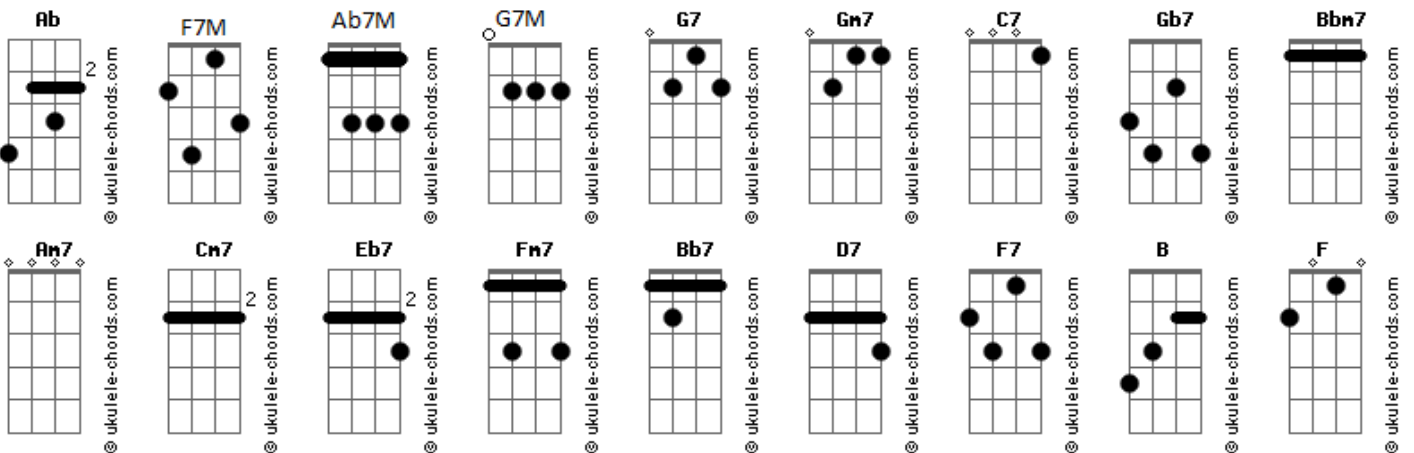 Ab F7M Ab7M G7M G7 Gm7 C7 Gb7 Bbm7
2
© ukulele-chords.com © ukulele-chords.com © ukulele-chords.com © ukulele-chords.com © ukulele-chords.com © ukulele-chords.com © ukulele-chords.com © ukulele-chords.com © ukulele-chords.com
Am7 Cm7 Eb7 Fm7 Bb7 D7 F7 B F
2 2
© ukulele-chords.com © ukulele-chords.com © ukulele-chords.com © ukulele-chords.com © ukulele-chords.com © ukulele-chords.com © ukulele-chords.com © ukulele-chords.com © ukulele-chords.com